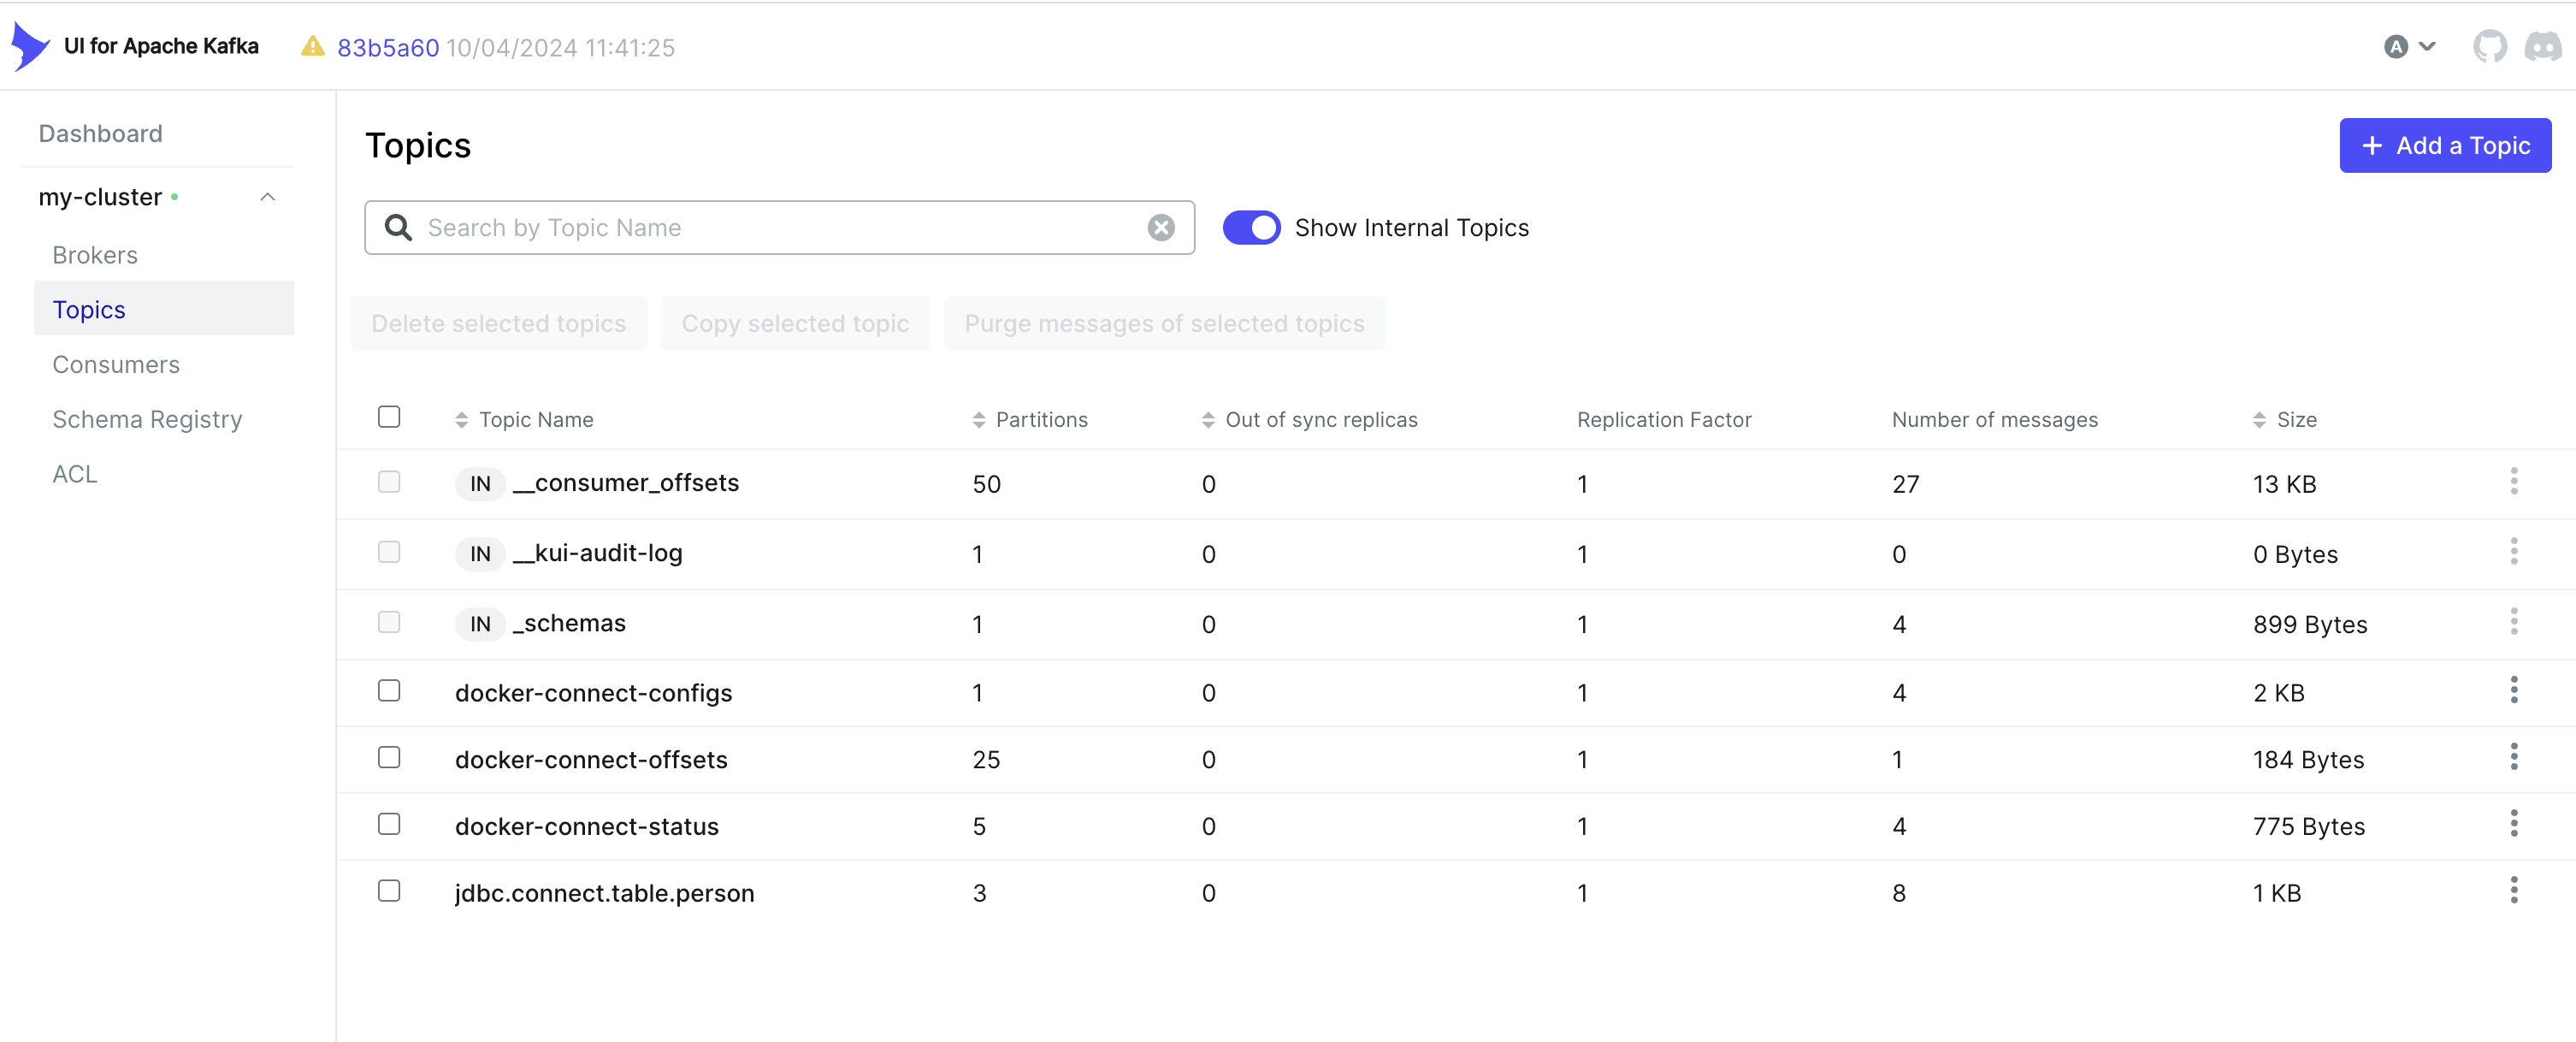 UI for Apache Kafka 83b5a60 10/04/2024 11:41:25 A
Dashboard
my-cluster
Brokers
Topics
Consumers
Schema Registry
ACL
Topics
+ Add a Topic
Search by Topic Name
Show Internal Topics
Delete selected topics Copy selected topic Purge messages of selected topics
Topic Name Partitions Out of sync replicas Replication Factor Number of messages Size
IN __consumer_offsets 50 0 1 27 13 KB
IN __kui-audit-log 1 0 1 0 0 Bytes
IN _schemas 1 0 1 4 899 Bytes
docker-connect-configs 1 0 1 4 2 KB
docker-connect-offsets 25 0 1 1 184 Bytes
docker-connect-status 5 0 1 4 775 Bytes
jdbc.connect.table.person 3 0 1 8 1 KB